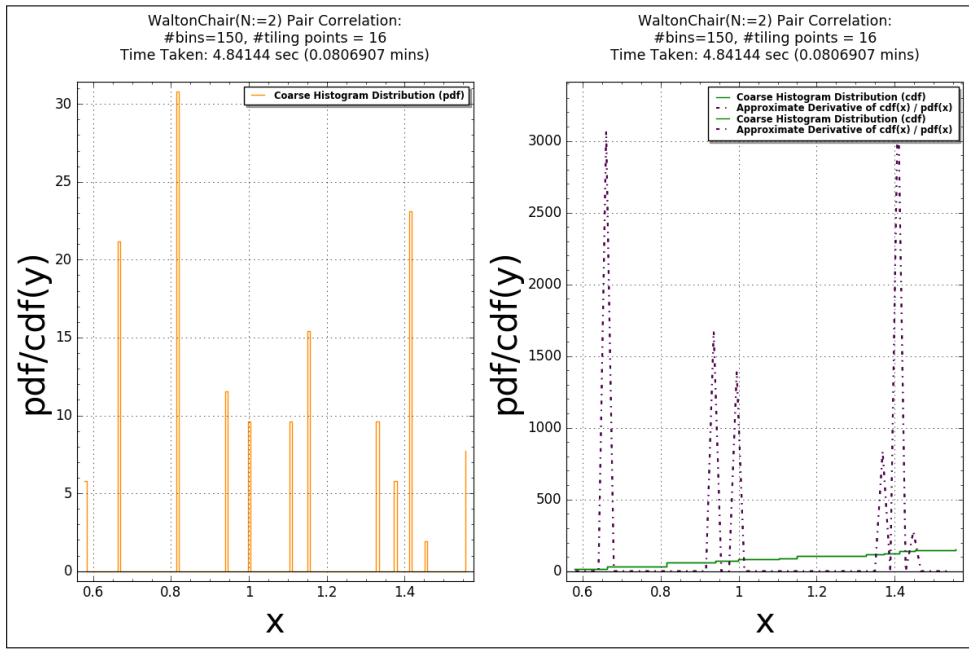 WaltonChair(N:=2) Pair Correlation:
#bins=150, #tiling points = 16
Time Taken: 4.84144 sec (0.0806907 mins)
Coarse Histogram Distribution (pdf)
30
25
20
15
10
5
0
0.6
0.8
1
1.2
1.4
pdf/cdf(y)
x
WaltonChair(N:=2) Pair Correlation:
#bins=150, #tiling points = 16
Time Taken: 4.84144 sec (0.0806907 mins)
Coarse Histogram Distribution (cdf)
Approximate Derivative of cdf(x) / pdf(x)
Coarse Histogram Distribution (cdf)
Approximate Derivative of cdf(x) / pdf(x)
3000
2500
2000
1500
1000
500
0
0.6
0.8
1
1.2
1.4
pdf/cdf(y)
x